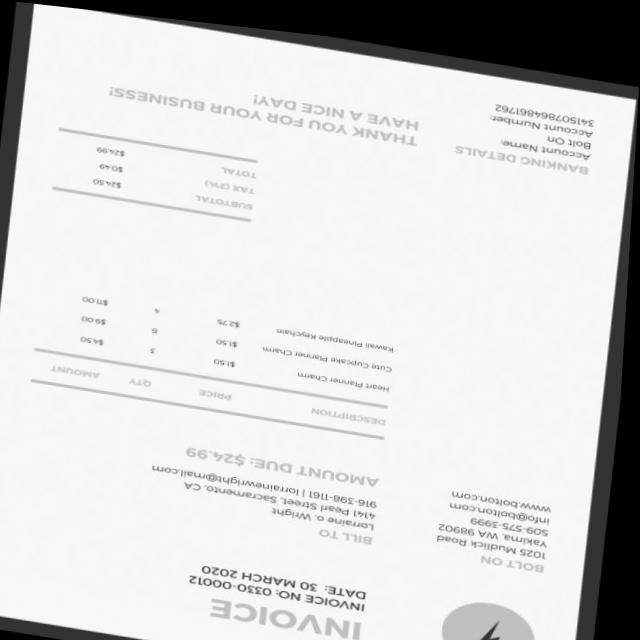 INVOICE
INVOICE NO: 0330-00012
DATE: 30 MARCH 2020
BOLT ON
1025 Mudlick Road
Yakima, WA 98902
509-575-3999
info@bolton.com
www.bolton.com
BILL TO
Lorraine o. Wright
4141 Pearl Street, Sacramento, CA
916-398-1161 | lorrainewright@mail.com
AMOUNT DUE: $24.99
DESCRIPTION PRICE QTY AMOUNT
Heart Planner Charm $1.50 3 $4.50
Cute Cupcake Planner Charm $1.50 6 $9.00
Kawaii Pineapple Keychain $2.75 4 $11.00
SUBTOTAL $24.50
TAX (2%) $0.49
TOTAL $24.99
BANKING DETAILS
Account Name:
Bolt On
Account Number:
341507864861762
THANK YOU FOR YOUR BUSINESS!
HAVE A NICE DAY!